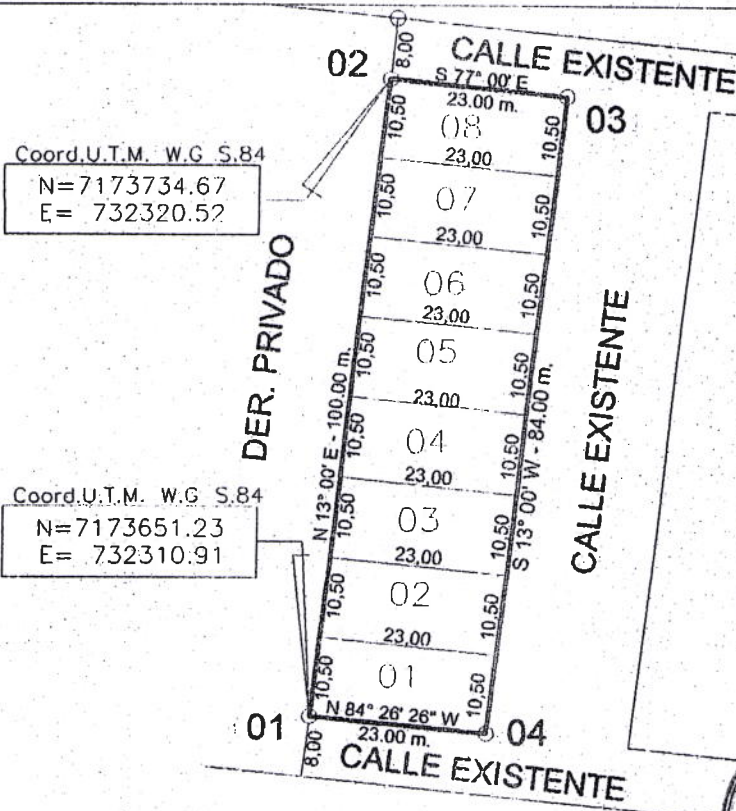 8,00
CALLE EXISTENTE
02
S 77° 00' E
23.00 m.
03
10,50
08
10,50
23,00
Coord.U.T.M. W.G S.84
N=7173734.67
E= 732320.52
10,50
07
10,50
23,00
DER. PRIVADO
10,50
06
10,50
23,00
CALLE EXISTENTE
10,50
05
10,50
23,00
N 13° 00' E - 100.00 m.
S 13° 00' W - 84.00 m.
10,50
04
10,50
23,00
Coord.U.T.M. W.G S.84
N=7173651.23
E= 732310.91
10,50
03
10,50
23,00
10,50
02
10,50
23,00
10,50
01
10,50
N 84° 26' 26" W
01
23.00 m.
04
8,00
CALLE EXISTENTE